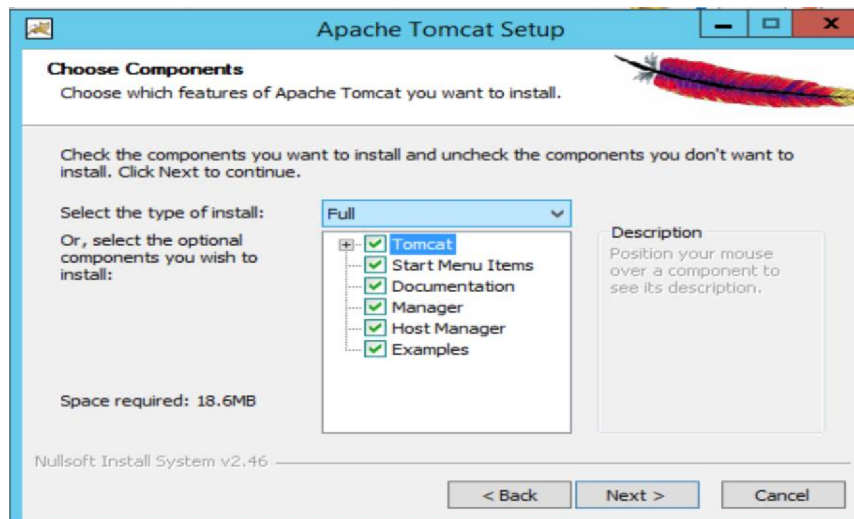 Apache Tomcat Setup
Choose Components
Choose which features of Apache Tomcat you want to install.
Check the components you want to install and uncheck the components you don't want to
install. Click Next to continue.
Select the type of install:
Full
Or, select the optional
components you wish to
install:
Tomcat
Start Menu Items
Documentation
Manager
Host Manager
Examples
Description
Position your mouse
over a component to
see its description.
Space required: 18.6MB
Nullsoft Install System v2.46
< Back
Next >
Cancel